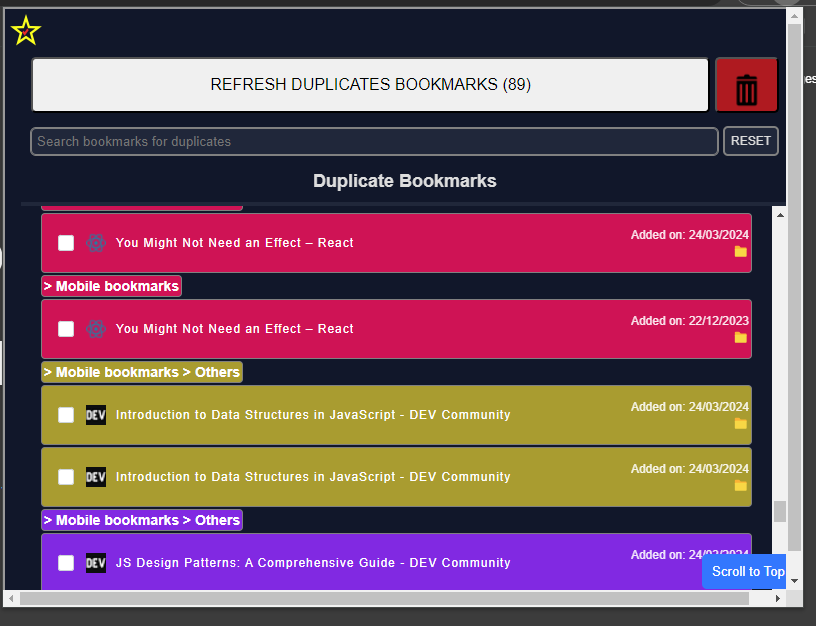 REFRESH DUPLICATES BOOKMARKS (89)
Search bookmarks for duplicates
RESET
Duplicate Bookmarks
You Might Not Need an Effect – React
Added on: 24/03/2024
> Mobile bookmarks
You Might Not Need an Effect – React
Added on: 22/12/2023
> Mobile bookmarks > Others
DEV
Introduction to Data Structures in JavaScript - DEV Community
Added on: 24/03/2024
DEV
Introduction to Data Structures in JavaScript - DEV Community
Added on: 24/03/2024
> Mobile bookmarks > Others
DEV
JS Design Patterns: A Comprehensive Guide - DEV Community
Added on:
Scroll to Top